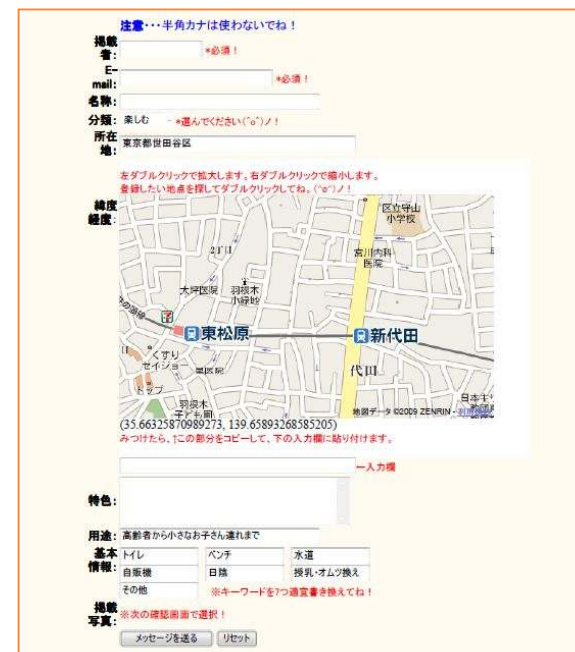 注意・・・半角カナは使わないでね！
掲載者： *必須！
E-mail： *必須！
名称：
分類： 楽しむ *選んでください(^o^)ノ！
所在地： 東京都世田谷区
左ダブルクリックで拡大します。右ダブルクリックで縮小します。
登録したい地点を探してダブルクリックしてね。(^o^)ノ！
緯度経度：
区立守山小学校
宮川内科医院
2丁目
大坪医院
羽根木
東松原
新代田
くすり
セイジョー
代田
トップ
羽根木
子ども園
地図データ ©2009 ZENRIN -
(35.66325870989273, 139.65893268585205)
みつけたら、↑この部分をコピーして、下の入力欄に貼り付けます。
←入力欄
特色：
用途： 高齢者から小さなお子さん連れまで
基本情報： トイレ ベンチ 水道
自販機 日陰 授乳・オムツ換え
その他 ※キーワードを7つ適宜書き換えてね！
掲載写真： ※次の確認画面で選択！
メッセージを送る リセット